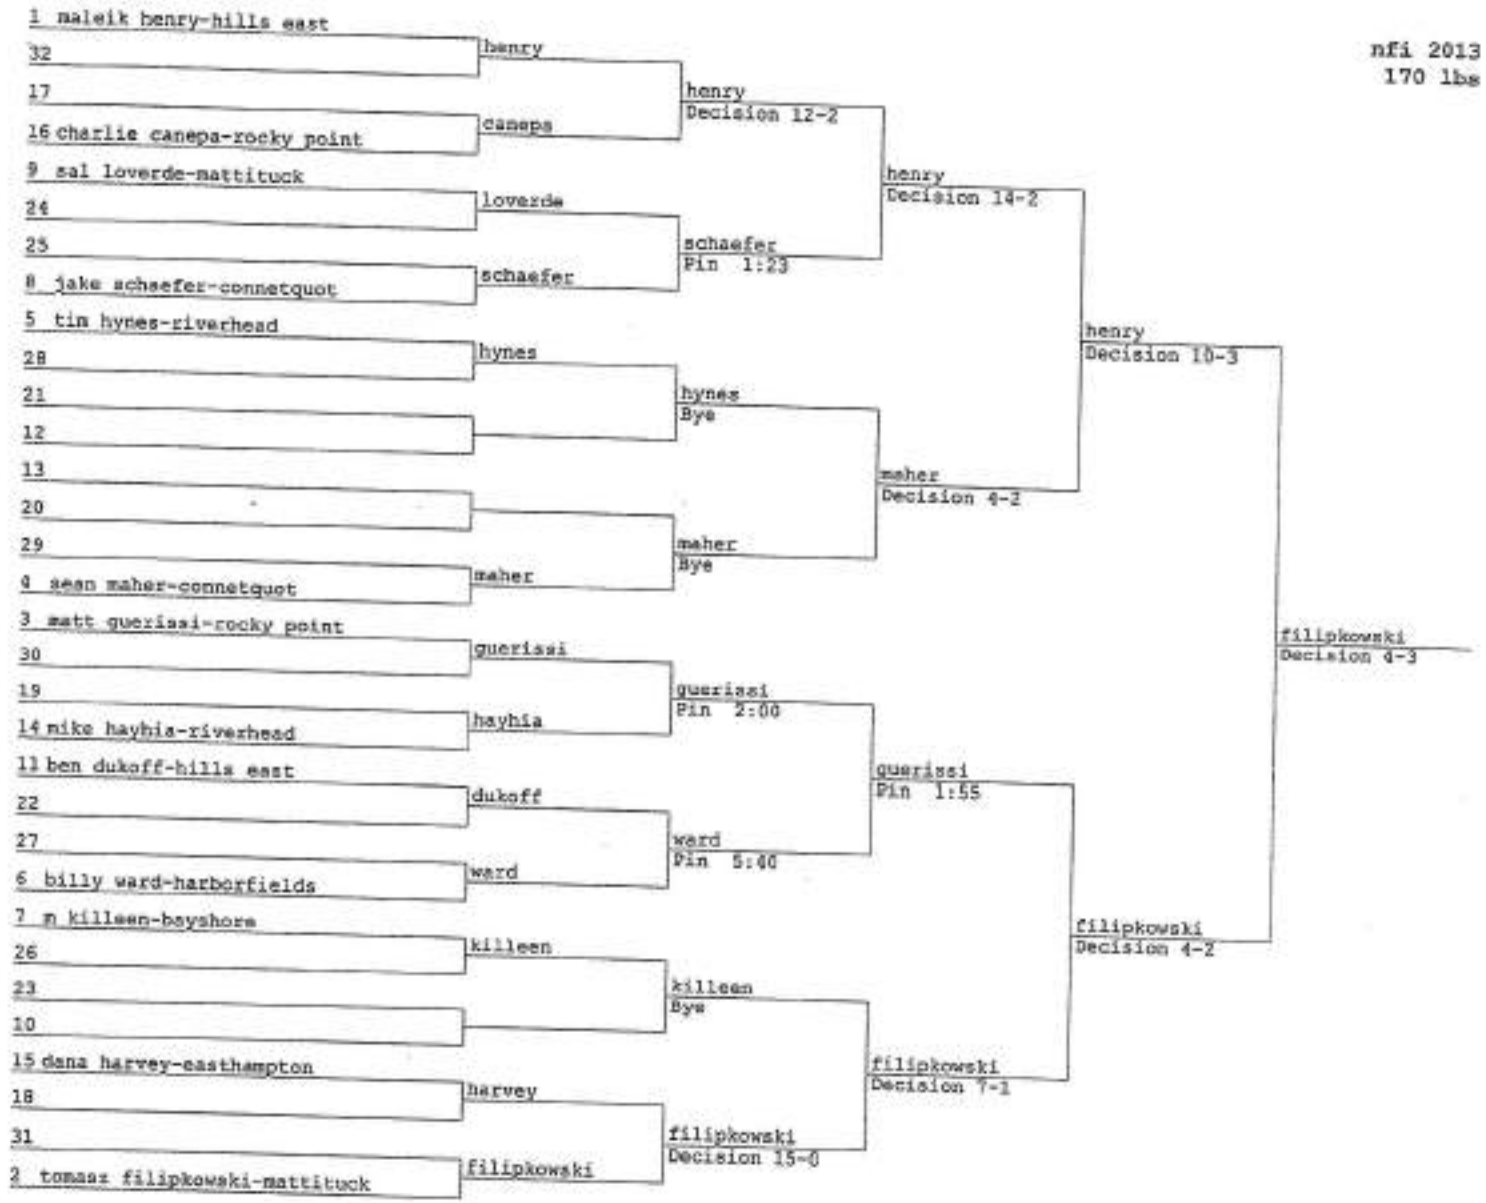 nfi 2013
170 lbs
1 maleik henry-hills east
32
17
16 charlie canepa-rocky point
9 sal loverde-mattituck
24
25
8 jake schaefer-connetquot
5 tim hynes-riverhead
28
21
12
13
20
29
4 sean maher-connetquot
3 matt guerissi-rocky point
30
19
14 mike hayhia-riverhead
11 ben dukoff-hills east
22
27
6 billy ward-harborfields
7 m killeen-bayshore
26
23
10
15 dana harvey-easthampton
18
31
2 tomasz filipkowski-mattituck
henry
canepa
loverde
schaefer
hynes
maher
guerissi
hayhia
dukoff
ward
killeen
harvey
filipkowski
henry
Decision 12-2
schaefer
Pin 1:23
hynes
Bye
maher
Bye
guerissi
Pin 2:00
ward
Pin 5:40
killeen
Bye
filipkowski
Decision 15-0
henry
Decision 14-2
maher
Decision 4-2
guerissi
Pin 1:55
filipkowski
Decision 7-1
henry
Decision 10-3
filipkowski
Decision 4-2
filipkowski
Decision 4-3